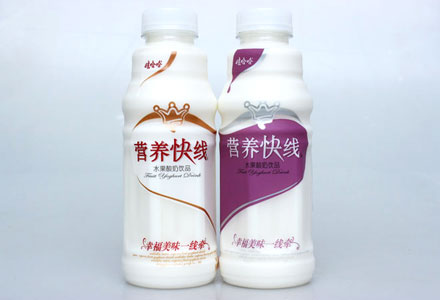 娃哈哈
营养快线
水果酸奶饮品
Fruit Yoghurt Drink
幸福美味一线牵
娃哈哈
营养快线
水果酸奶饮品
Fruit Yoghurt Drink
幸福美味一线牵